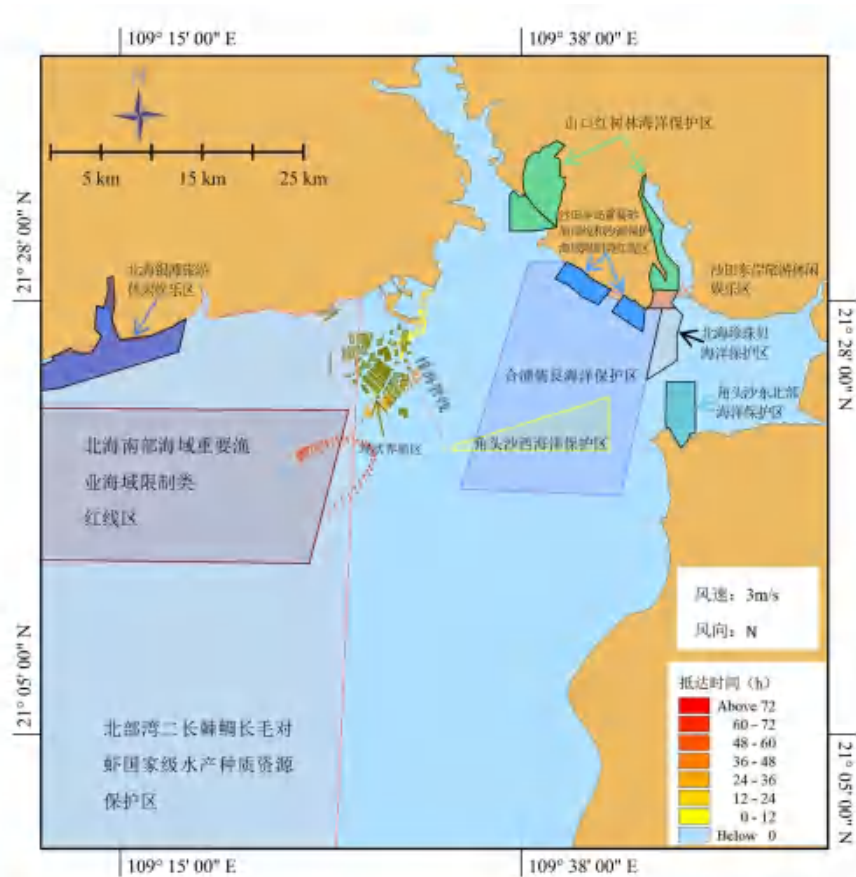 109° 15' 00" E
109° 38' 00" E
N
5 km
15 km
25 km
山口红树林海洋保护区
北海银滩旅游
休闲娱乐区
沙田东岸旅游休闲
娱乐区
21° 28' 00" N
21° 28' 00" N
北海珍珠贝
海洋保护区
合浦儒艮海洋保护区
角头沙东北部
海洋保护区
角头沙西海洋保护区
养殖区
北海南部海域重要渔
业海域限制类
红线区
风速：3m/s
风向：N
抵达时间（h）
Above 72
60 - 72
48 - 60
36 - 48
24 - 36
12 - 24
0 - 12
Below 0
北部湾二长棘鲷长毛对
虾国家级水产种质资源
保护区
21° 05' 00" N
21° 05' 00" N
109° 15' 00" E
109° 38' 00" E